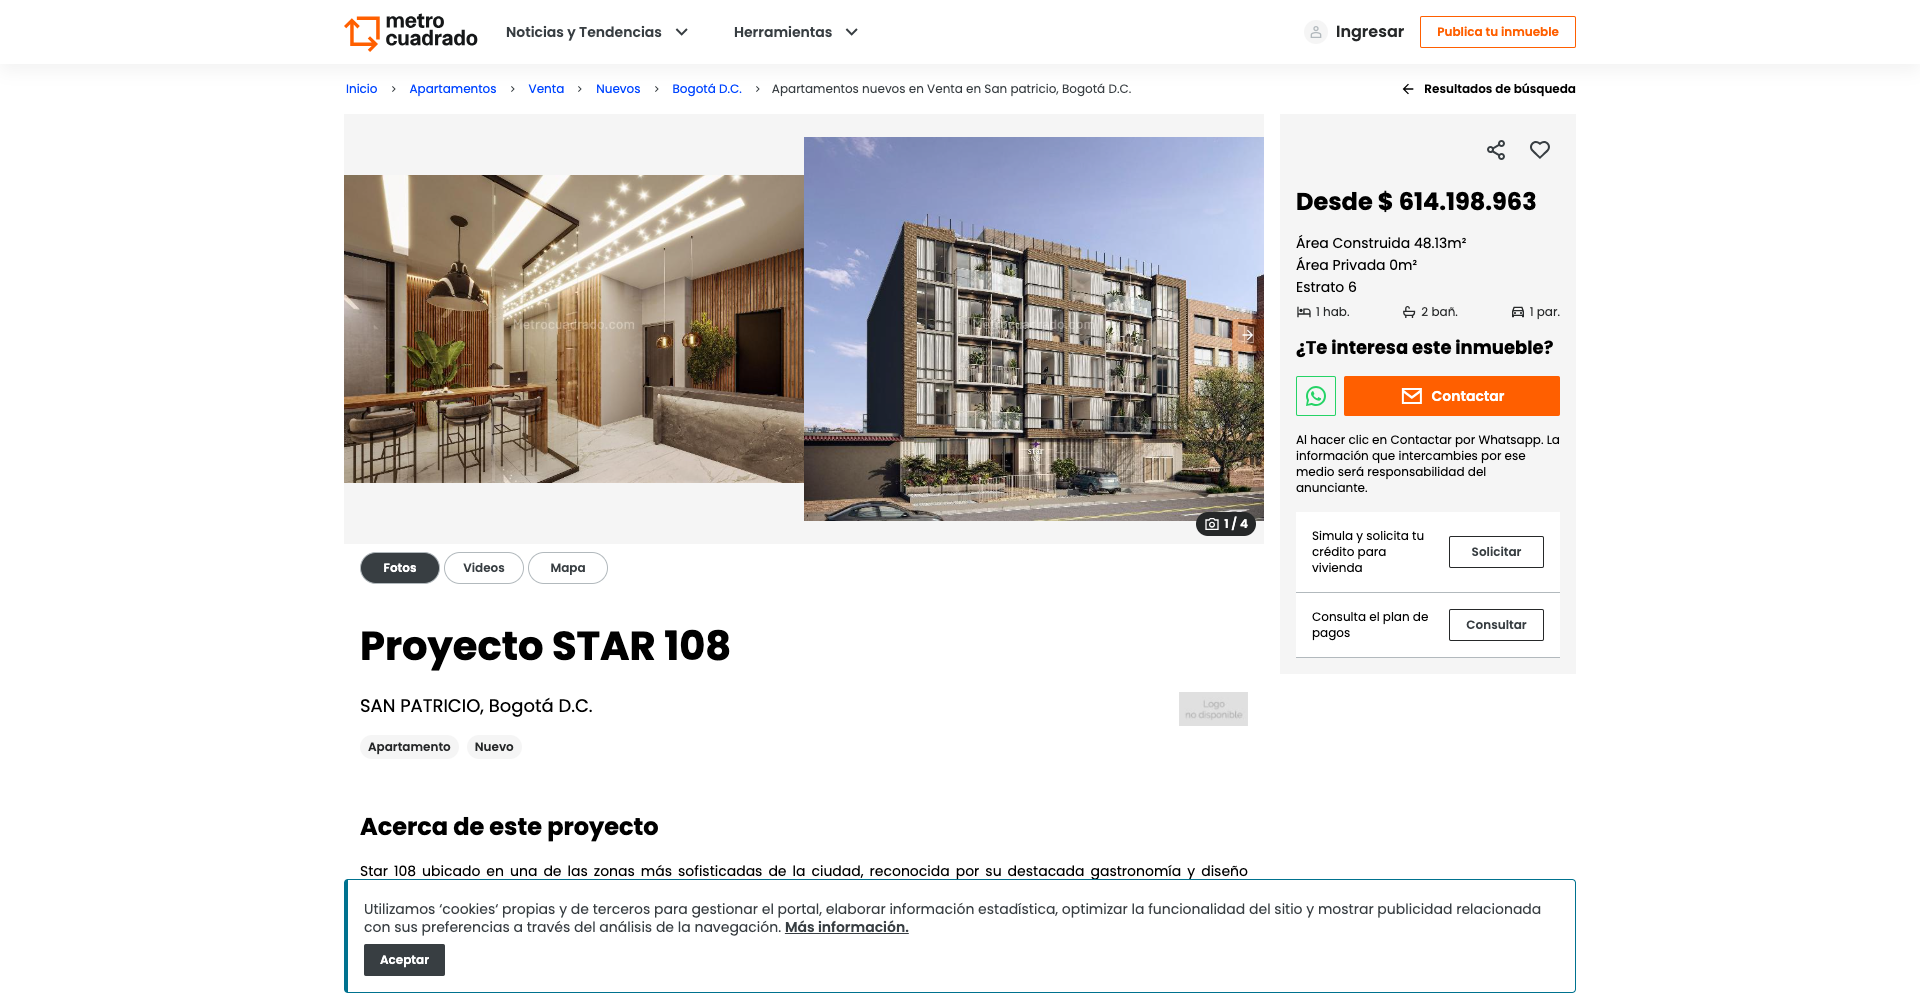 metro
cuadrado
Noticias y Tendencias
Herramientas
Ingresar
Publica tu inmueble
Inicio > Apartamentos > Venta > Nuevos > Bogotá D.C. > Apartamentos nuevos en Venta en San patricio, Bogotá D.C.
Resultados de búsqueda
Metrocuadrado.com
Metrocuadrado.com
star
1 / 4
Desde $ 614.198.963
Área Construida 48.13m²
Área Privada 0m²
Estrato 6
1 hab.
2 bañ.
1 par.
¿Te interesa este inmueble?
Contactar
Al hacer clic en Contactar por Whatsapp. La
información que intercambies por ese
medio será responsabilidad del
anunciante.
Simula y solicita tu
crédito para
vivienda
Solicitar
Consulta el plan de
pagos
Consultar
Fotos
Videos
Mapa
Proyecto STAR 108
SAN PATRICIO, Bogotá D.C.
Logo
no disponible
Apartamento
Nuevo
Acerca de este proyecto
Star 108 ubicado en una de las zonas más sofisticadas de la ciudad, reconocida por su destacada gastronomía y diseño
Utilizamos ‘cookies‘ propias y de terceros para gestionar el portal, elaborar información estadística, optimizar la funcionalidad del sitio y mostrar publicidad relacionada
con sus preferencias a través del análisis de la navegación. Más información.
Aceptar